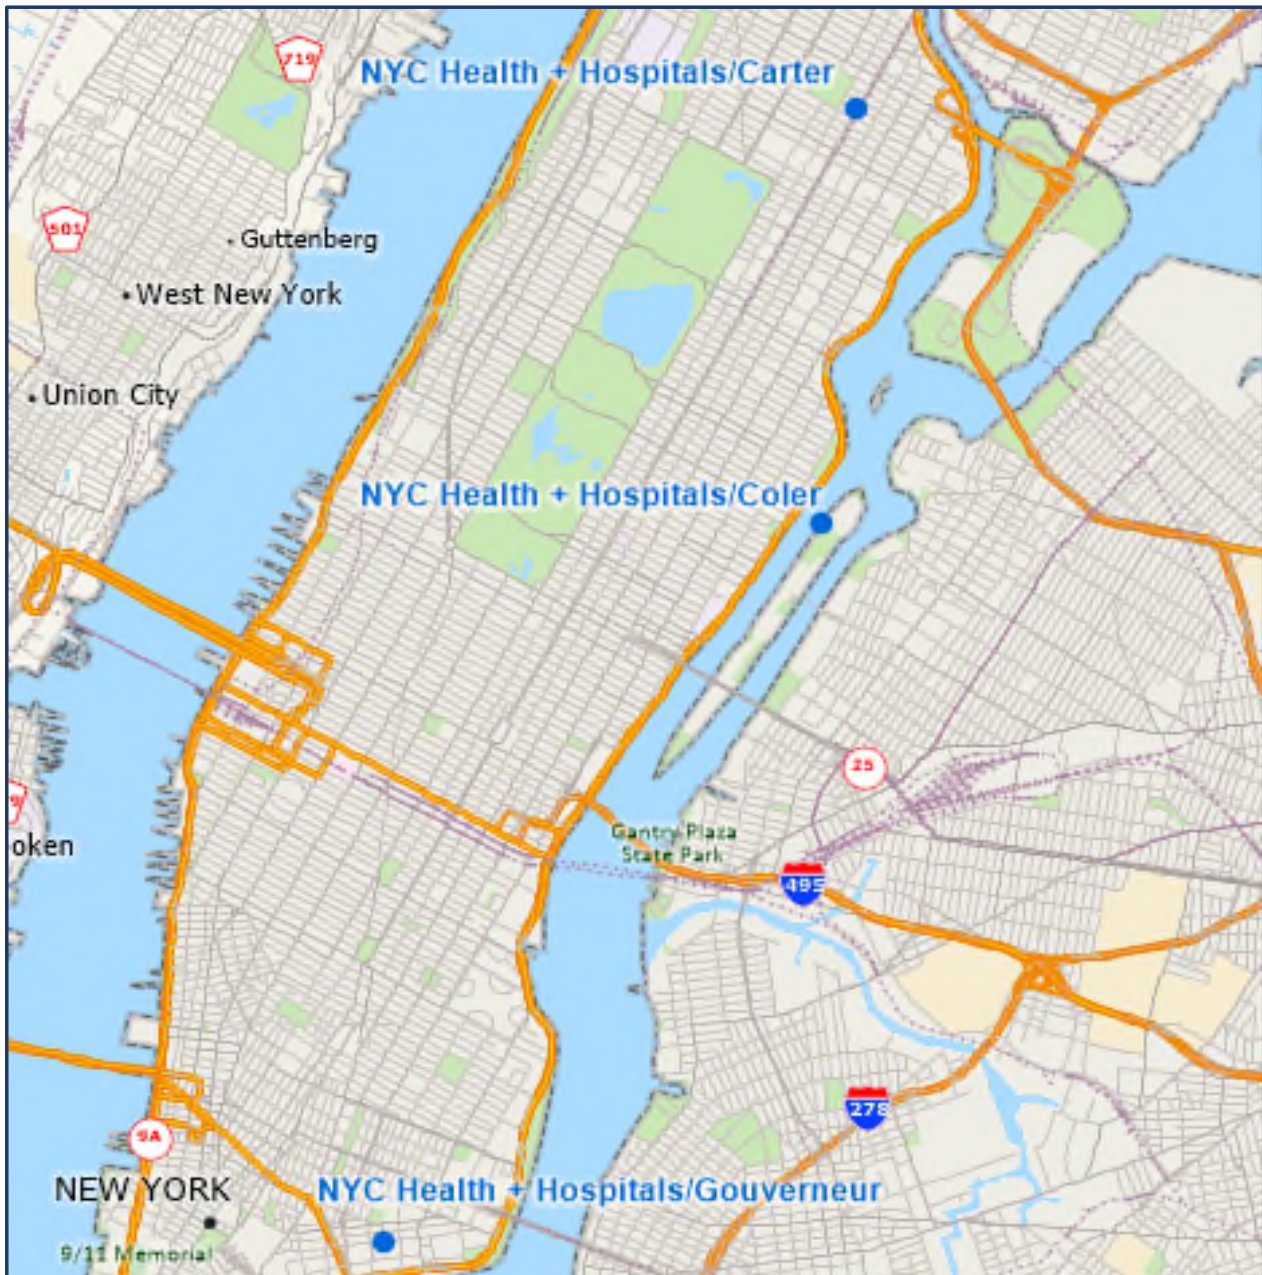 719
NYC Health + Hospitals/Carter
501
Guttenberg
West New York
Union City
NYC Health + Hospitals/Coler
25
9
Gantry Plaza
State Park
oken
495
278
9A
NEW YORK
NYC Health + Hospitals/Gouverneur
9/11 Memorial